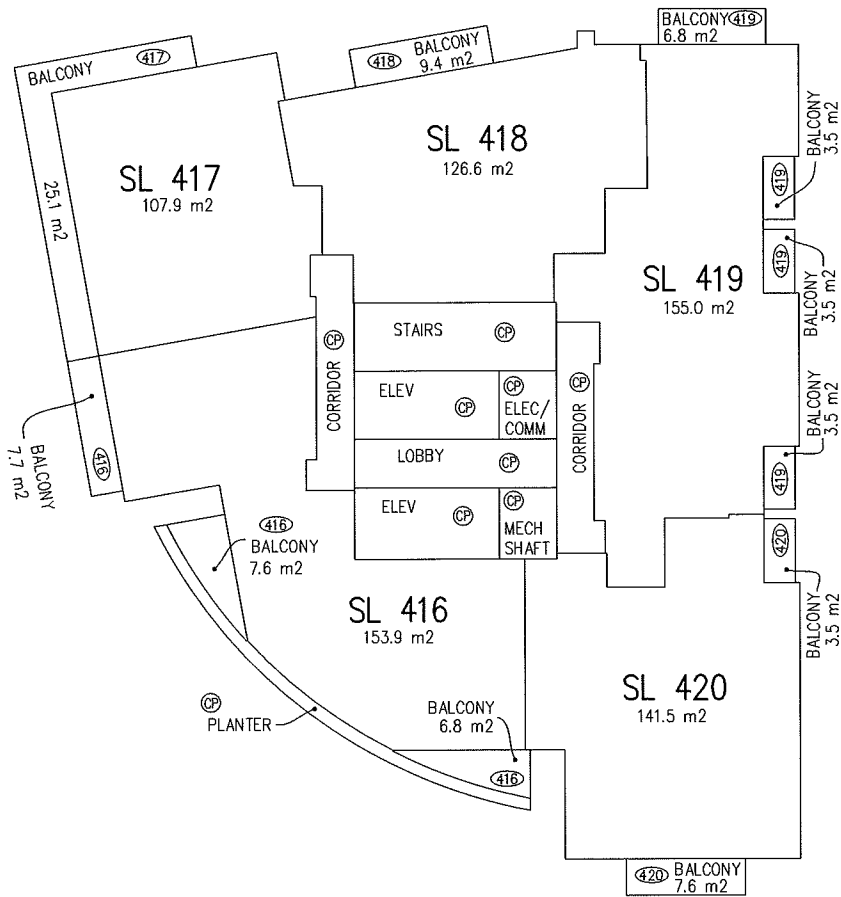 BALCONY 419
6.8 m2
BALCONY 417
418 BALCONY
9.4 m2
25.1 m2
SL 417
107.9 m2
SL 418
126.6 m2
BALCONY
3.5 m2
419
419
BALCONY
3.5 m2
SL 419
155.0 m2
STAIRS CP
CP
CORRIDOR
ELEV CP
CP
ELEC/
COMM
CP
CORRIDOR
LOBBY CP
ELEV CP
CP
MECH
SHAFT
BALCONY
3.5 m2
419
BALCONY
7.7 m2
416
416
BALCONY
7.6 m2
420
BALCONY
3.5 m2
SL 416
153.9 m2
CP
PLANTER
BALCONY
6.8 m2
416
SL 420
141.5 m2
420 BALCONY
7.6 m2